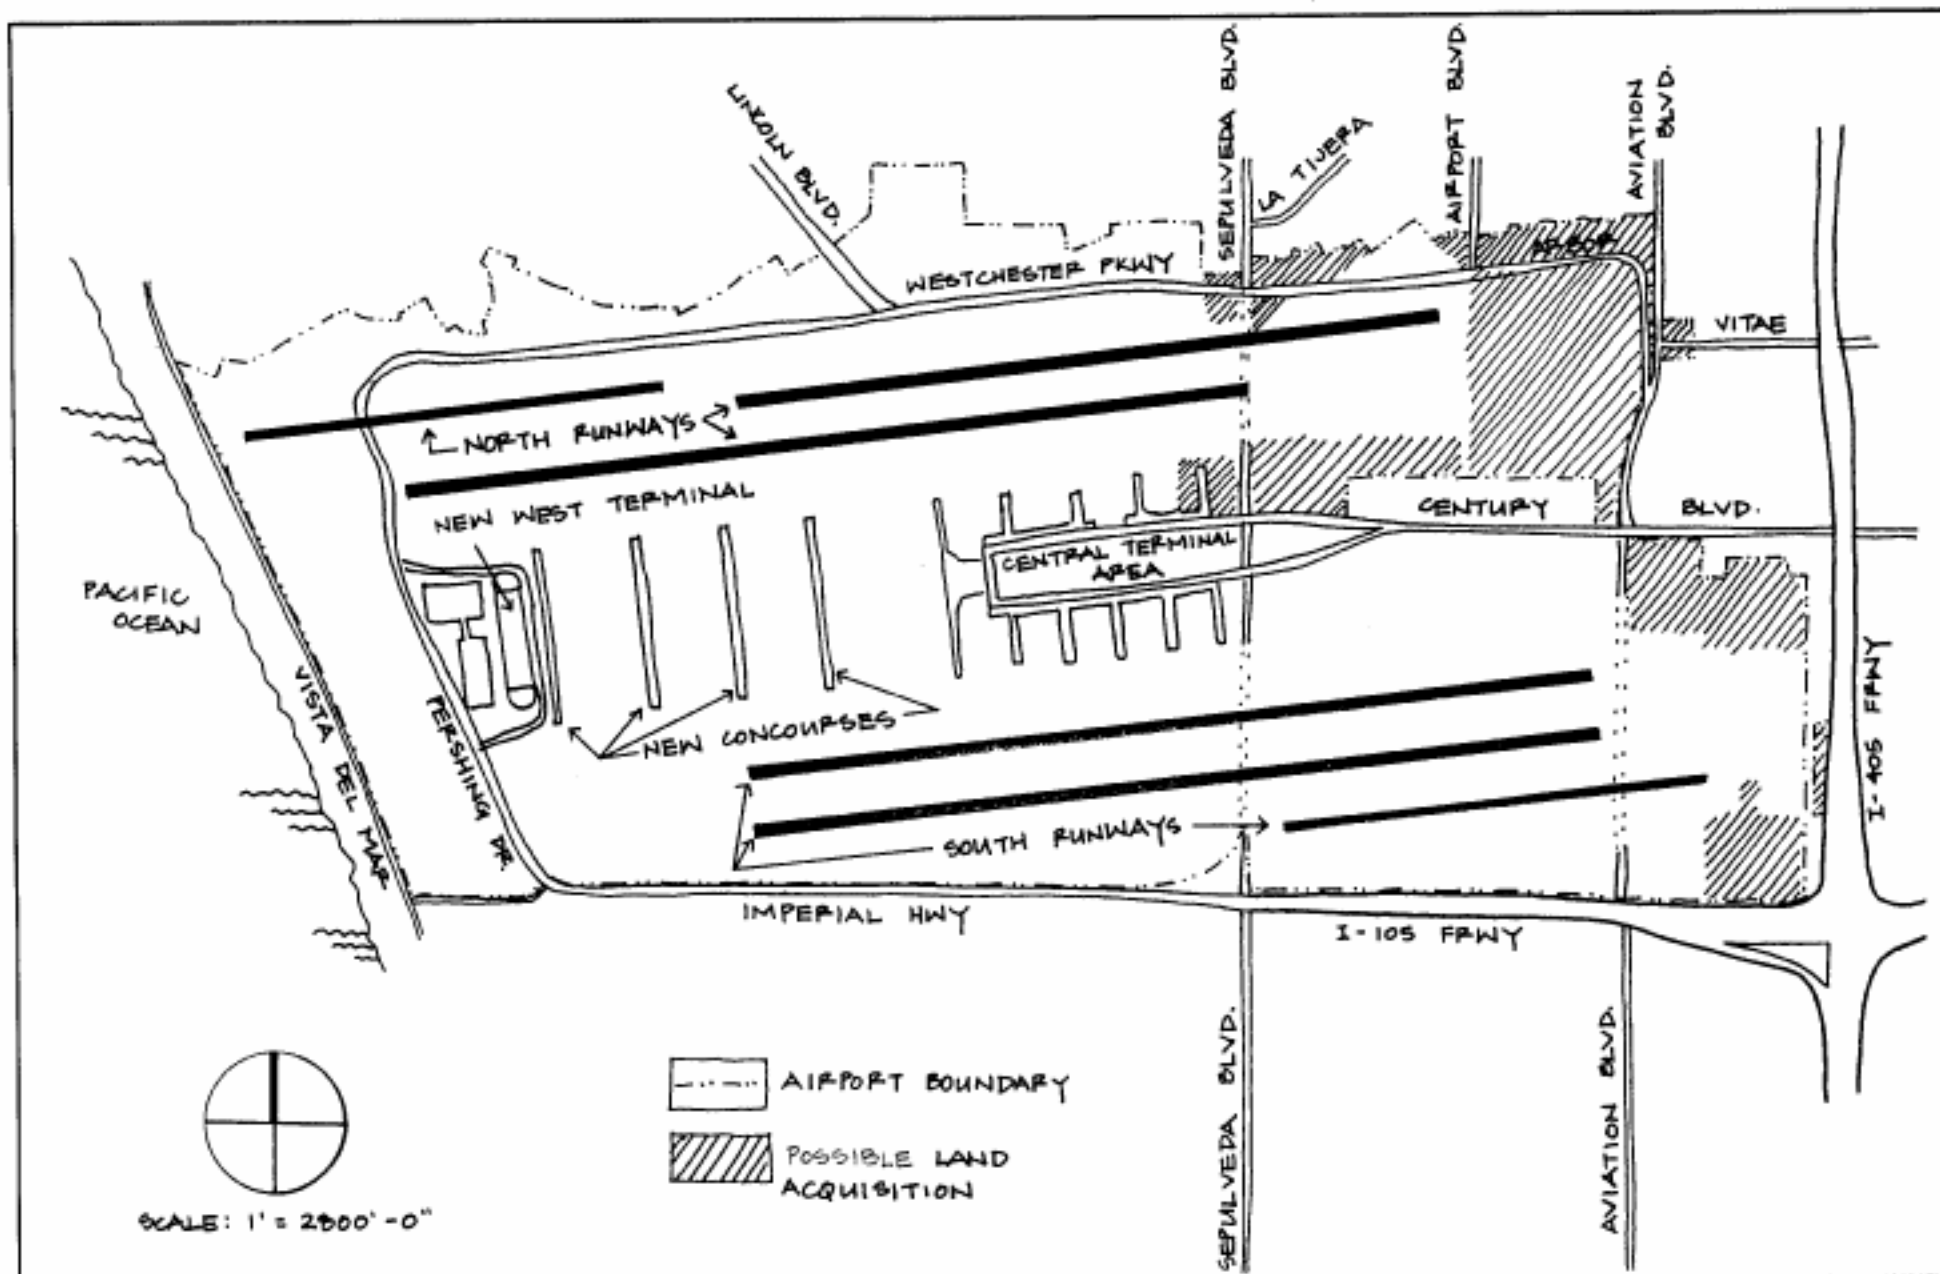 LINCOLN BLVD.
SEPULVEDA BLVD.
LA TIJERA
AIRPORT BLVD.
AVIATION
BLVD.
WESTCHESTER PKWY
ARBOR
VITAE
NORTH RUNWAYS
NEW WEST TERMINAL
CENTURY
BLVD.
CENTRAL TERMINAL
AREA
PACIFIC
OCEAN
VISTA DEL MAR
PERSHING DR.
NEW CONCOURSES
I-405 FRWY
SOUTH RUNWAYS
IMPERIAL HWY
I-105 FRWY
SEPULVEDA BLVD.
AVIATION BLVD.
AIRPORT BOUNDARY
POSSIBLE LAND
ACQUISITION
SCALE: 1' = 2800'-0"